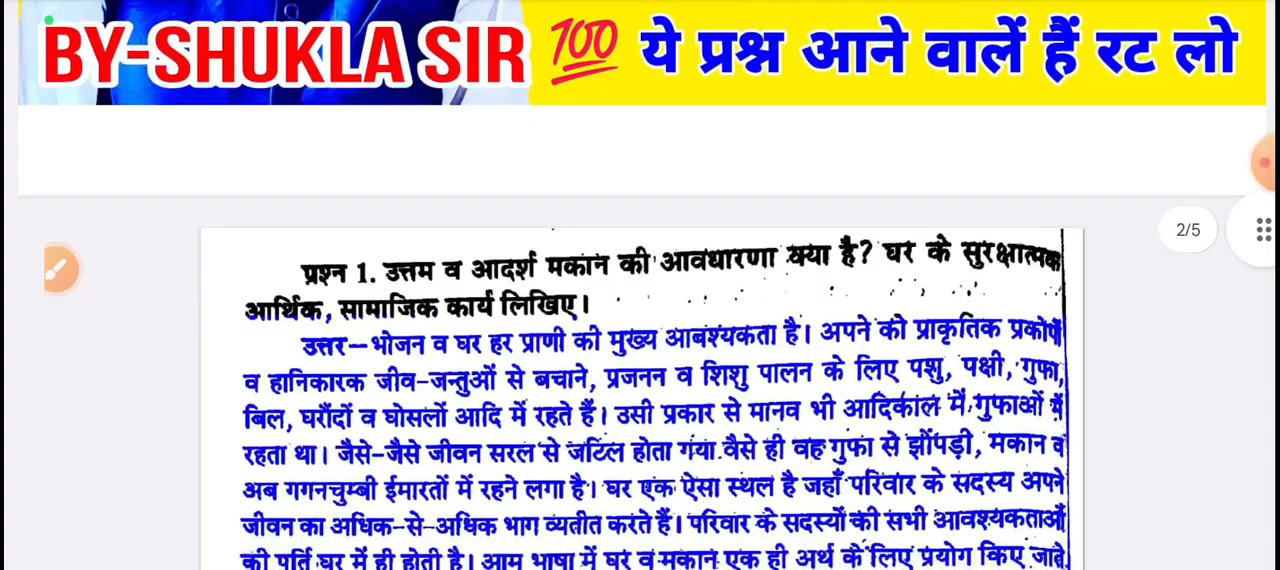 BY-SHUKLA SIR 💯 ये प्रश्न आने वालें हैं रट लो
2/5
प्रश्न 1. उत्तम व आदर्श मकान की आवधारणा क्या है? घर के सुरक्षात्मक
आर्थिक, सामाजिक कार्य लिखिए।
उत्तर–भोजन व घर हर प्राणी की मुख्य आबश्यकता है। अपने को प्राकृतिक प्रकोपों
व हानिकारक जीव-जन्तुओं से बचाने, प्रजनन व शिशु पालन के लिए पशु, पक्षी, गुफा,
बिल, घरौंदों व घोसलों आदि में रहते हैं। उसी प्रकार से मानव भी आदिकाल में गुफाओं में
रहता था। जैसे-जैसे जीवन सरल से जटिल होता गया वैसे ही वह गुफा से झोंपड़ी, मकान व
अब गगनचुम्बी ईमारतों में रहने लगा है। घर एक ऐसा स्थल है जहाँ परिवार के सदस्य अपने
जीवन का अधिक-से-अधिक भाग व्यतीत करते हैं। परिवार के सदस्यों की सभी आवश्यकताओं
की पूर्ति घर में ही होती है। आम भाषा में घर व मकान एक ही अर्थ के लिए प्रयोग किए जाते